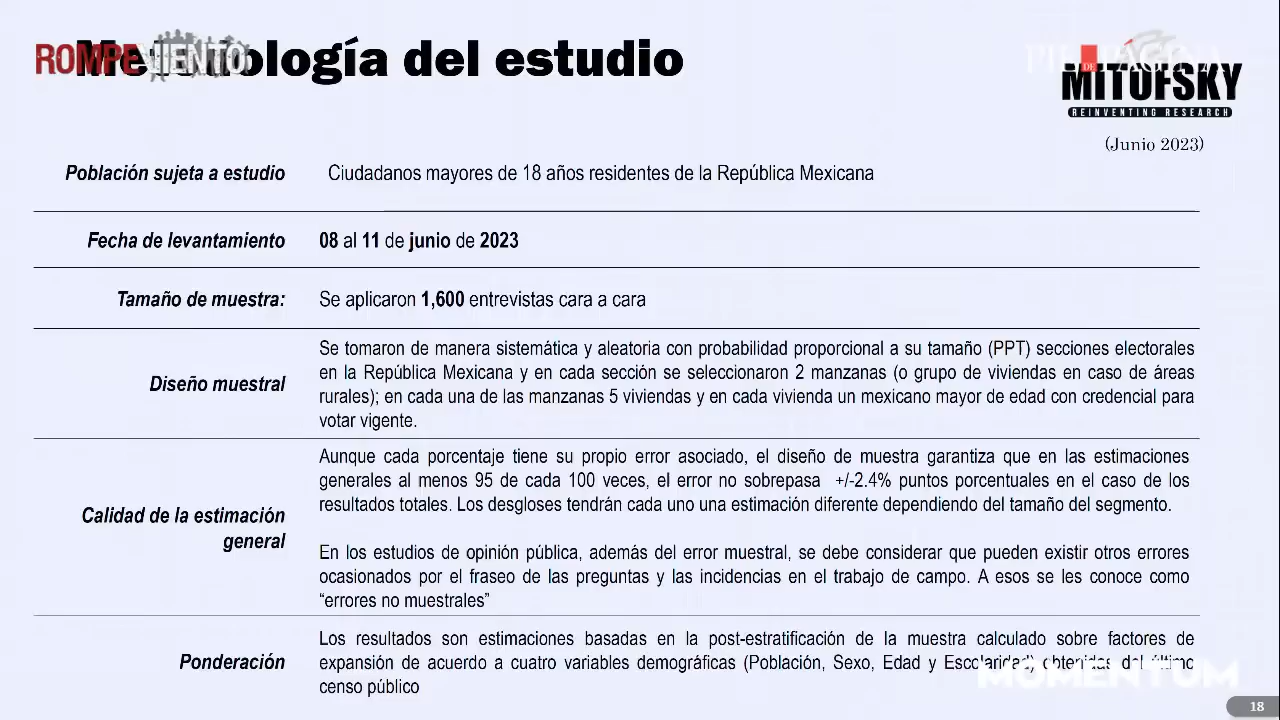 ROMPEVIENTO
Metodología del estudio
PIE DE PÁGINA
MITOFSKY
REINVENTING RESEARCH
(Junio 2023)
Población sujeta a estudio
Ciudadanos mayores de 18 años residentes de la República Mexicana
Fecha de levantamiento
08 al 11 de junio de 2023
Tamaño de muestra:
Se aplicaron 1,600 entrevistas cara a cara
Diseño muestral
Se tomaron de manera sistemática y aleatoria con probabilidad proporcional a su tamaño (PPT) secciones electorales
en la República Mexicana y en cada sección se seleccionaron 2 manzanas (o grupo de viviendas en caso de áreas
rurales); en cada una de las manzanas 5 viviendas y en cada vivienda un mexicano mayor de edad con credencial para
votar vigente.
Calidad de la estimación
general
Aunque cada porcentaje tiene su propio error asociado, el diseño de muestra garantiza que en las estimaciones
generales al menos 95 de cada 100 veces, el error no sobrepasa +/-2.4% puntos porcentuales en el caso de los
resultados totales. Los desgloses tendrán cada uno una estimación diferente dependiendo del tamaño del segmento.
En los estudios de opinión pública, además del error muestral, se debe considerar que pueden existir otros errores
ocasionados por el fraseo de las preguntas y las incidencias en el trabajo de campo. A esos se les conoce como
“errores no muestrales”
Ponderación
Los resultados son estimaciones basadas en la post-estratificación de la muestra calculado sobre factores de
expansión de acuerdo a cuatro variables demográficas (Población, Sexo, Edad y Escolaridad) obtenidas del último
censo público
MOMENTUM
18